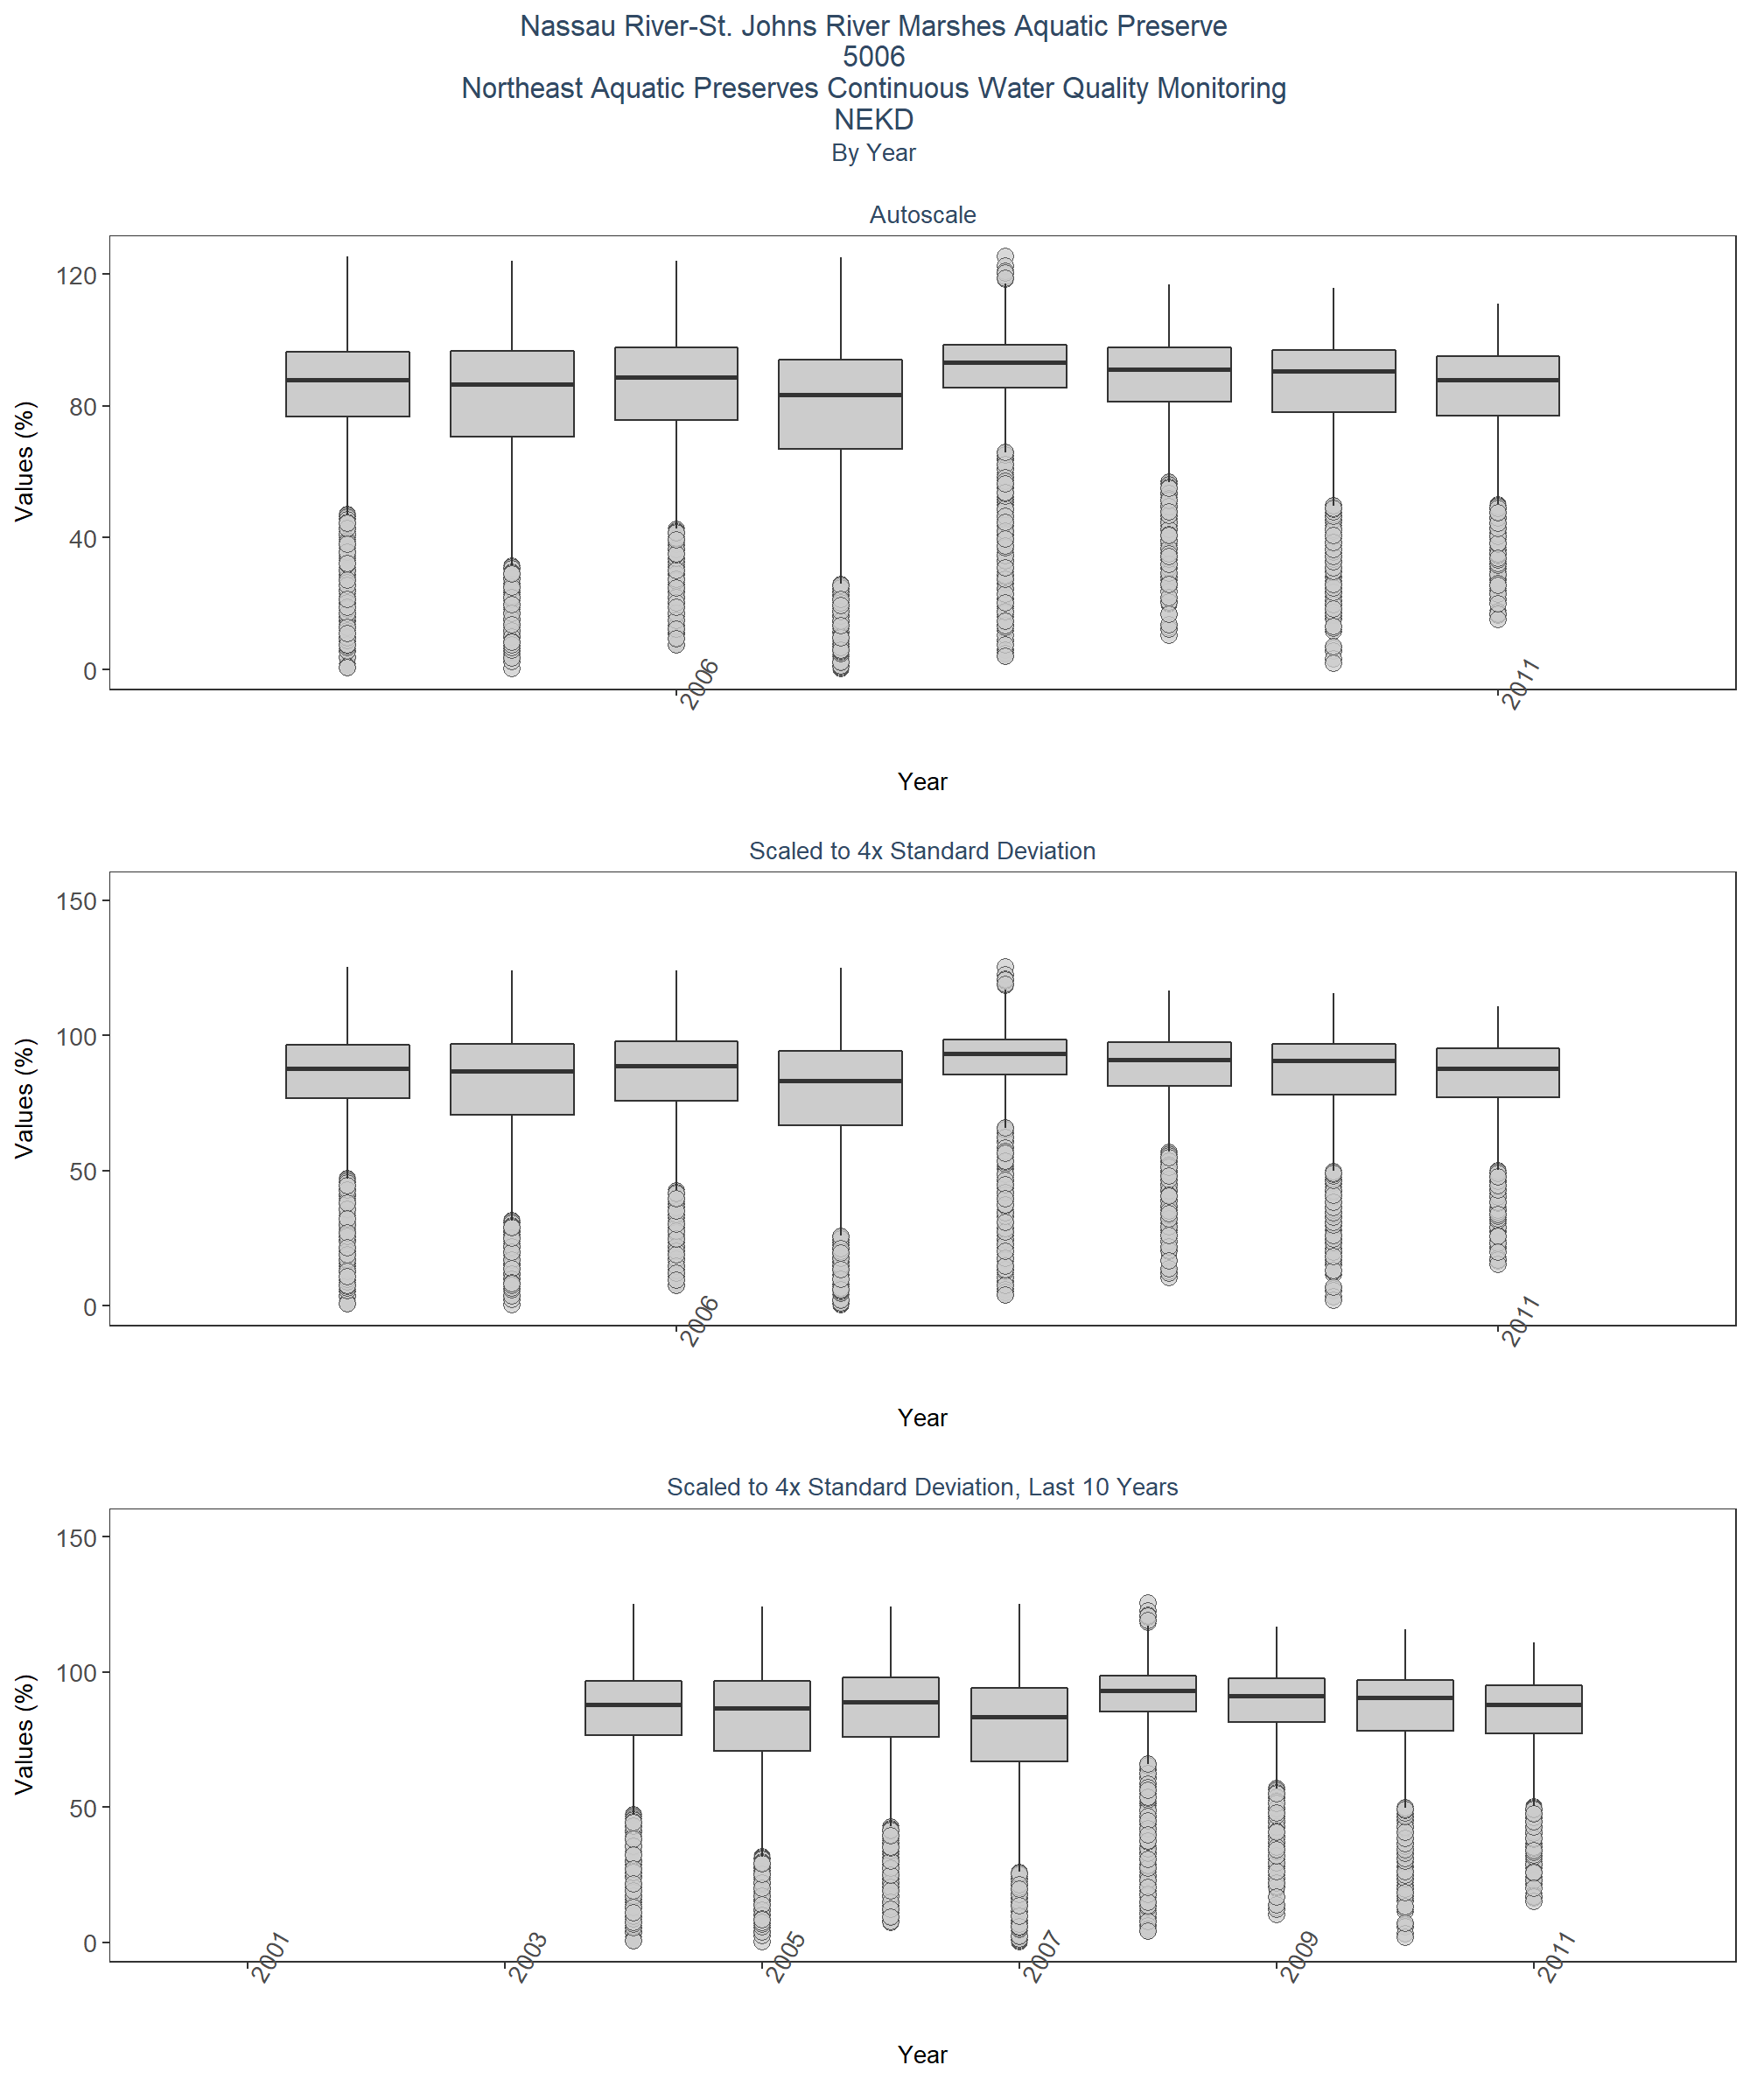 Nassau River-St. Johns River Marshes Aquatic Preserve
5006
Northeast Aquatic Preserves Continuous Water Quality Monitoring
NEKD
By Year
Autoscale
Values (%)
120
80
40
0
2006
2011
Year
Scaled to 4x Standard Deviation
Values (%)
150
100
50
0
2006
2011
Year
Scaled to 4x Standard Deviation, Last 10 Years
Values (%)
150
100
50
0
2001
2003
2005
2007
2009
2011
Year